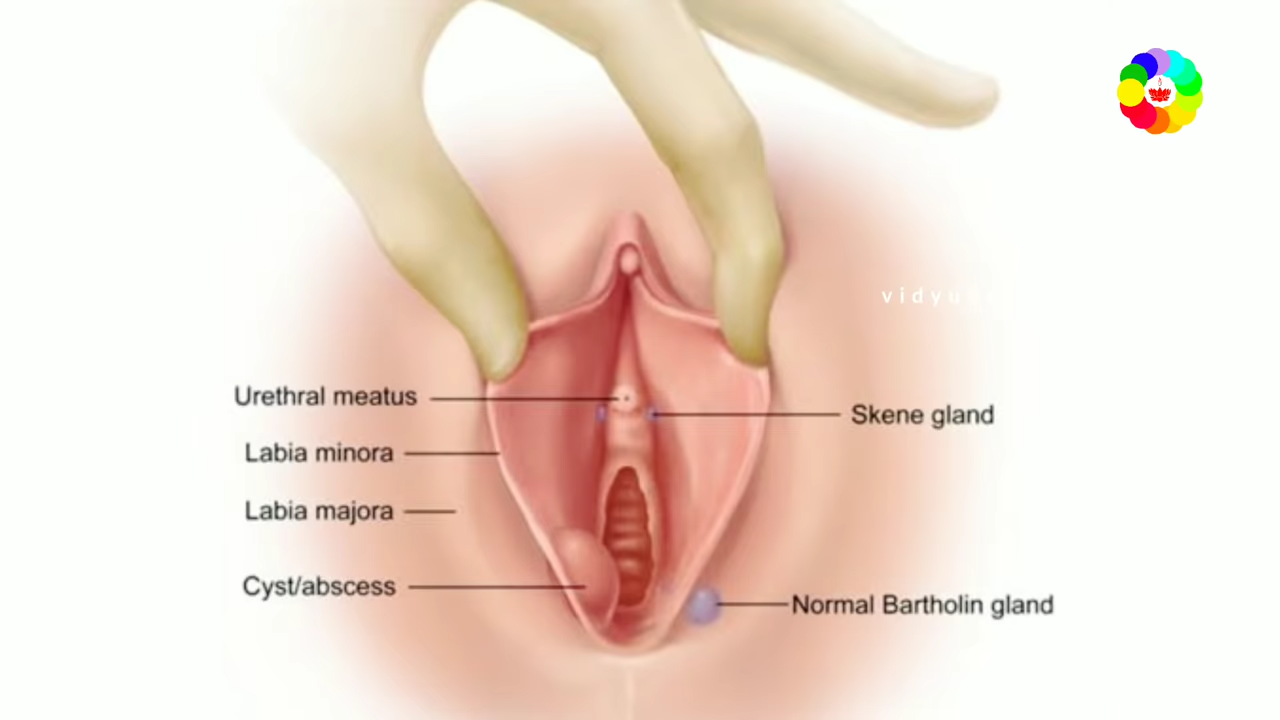 Urethral meatus
Skene gland
Labia minora
Labia majora
Cyst/abscess
Normal Bartholin gland